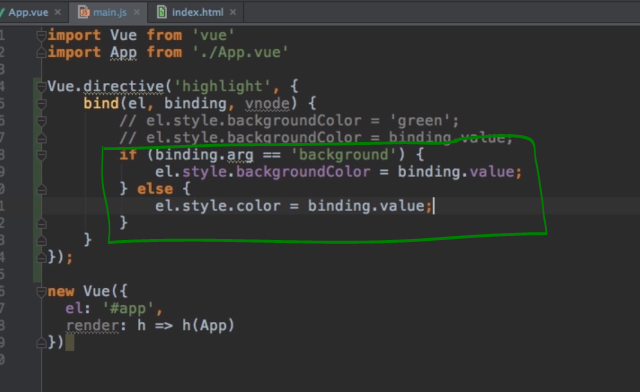 App.vue × main.js × index.html ×
import Vue from 'vue'
import App from './App.vue'
Vue.directive('highlight', {
bind(el, binding, vnode) {
// el.style.backgroundColor = 'green';
// el.style.backgroundColor = binding.value;
if (binding.arg == 'background') {
el.style.backgroundColor = binding.value;
} else {
el.style.color = binding.value;
}
}
});
new Vue({
el: '#app',
render: h => h(App)
})